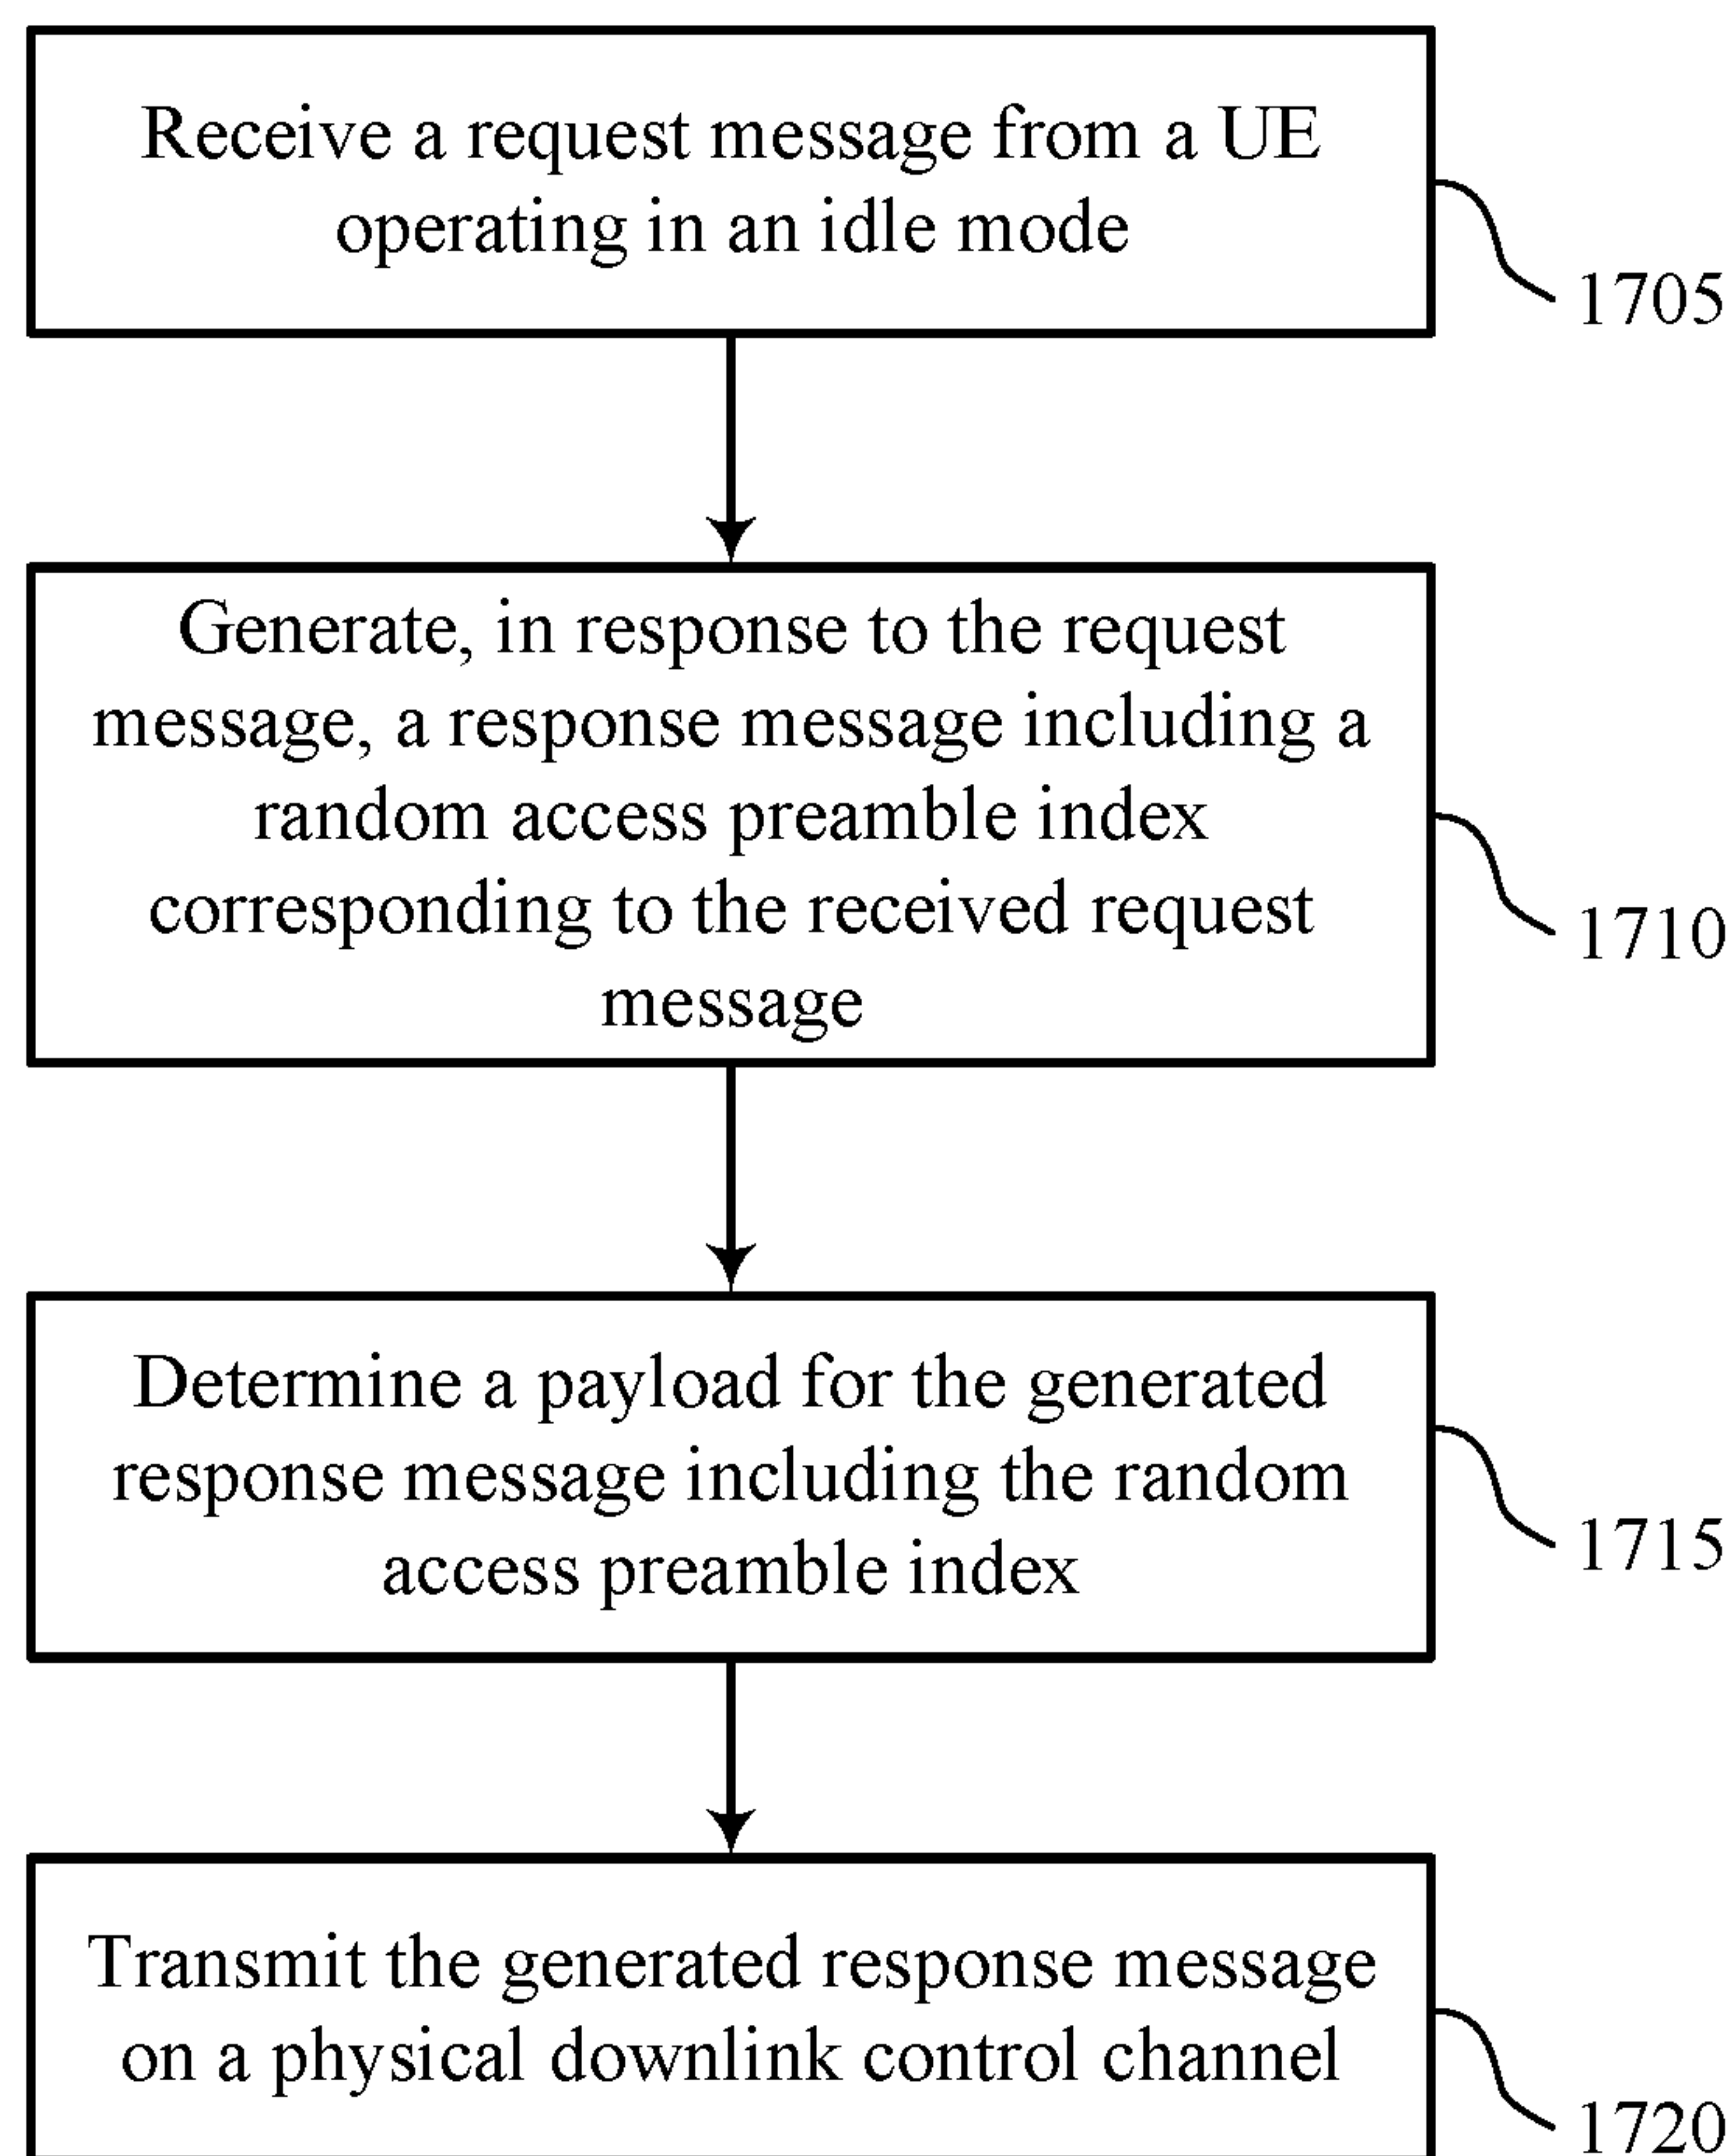 Receive a request message from a UE
operating in an idle mode
1705
Generate, in response to the request
message, a response message including a
random access preamble index
corresponding to the received request
message
1710
Determine a payload for the generated
response message including the random
access preamble index
1715
Transmit the generated response message
on a physical downlink control channel
1720